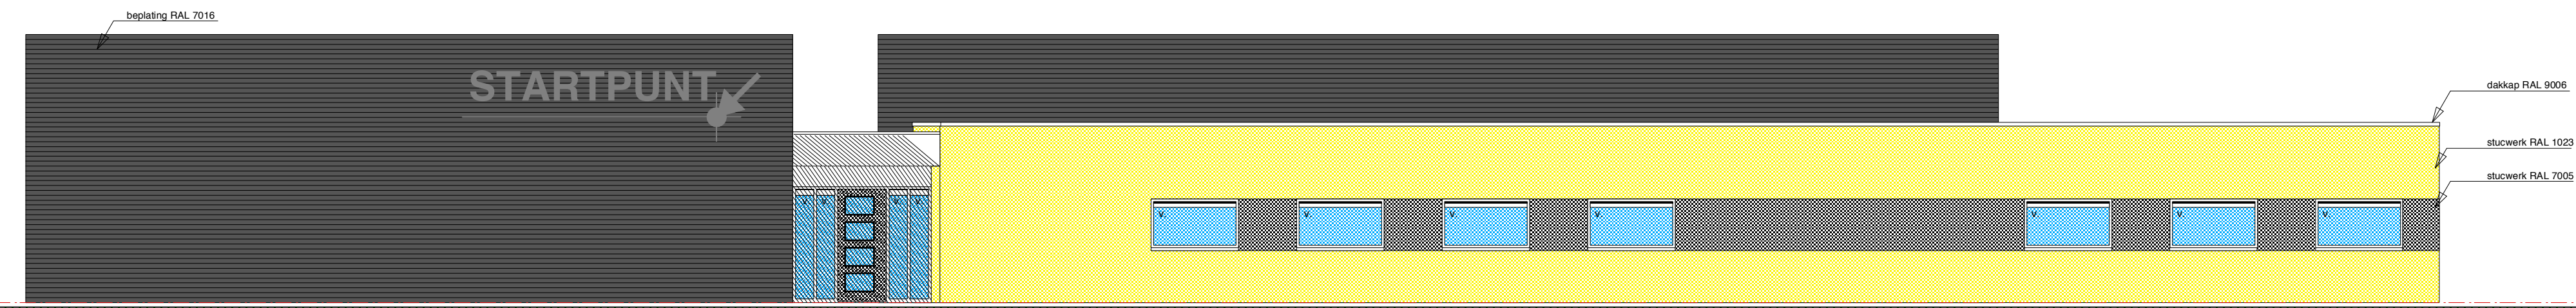 beplating RAL 7016
STARTPUNT
dakkap RAL 9006
stucwerk RAL 1023
stucwerk RAL 7005
v. v. v. v.
v. v. v. v. v. v. v.